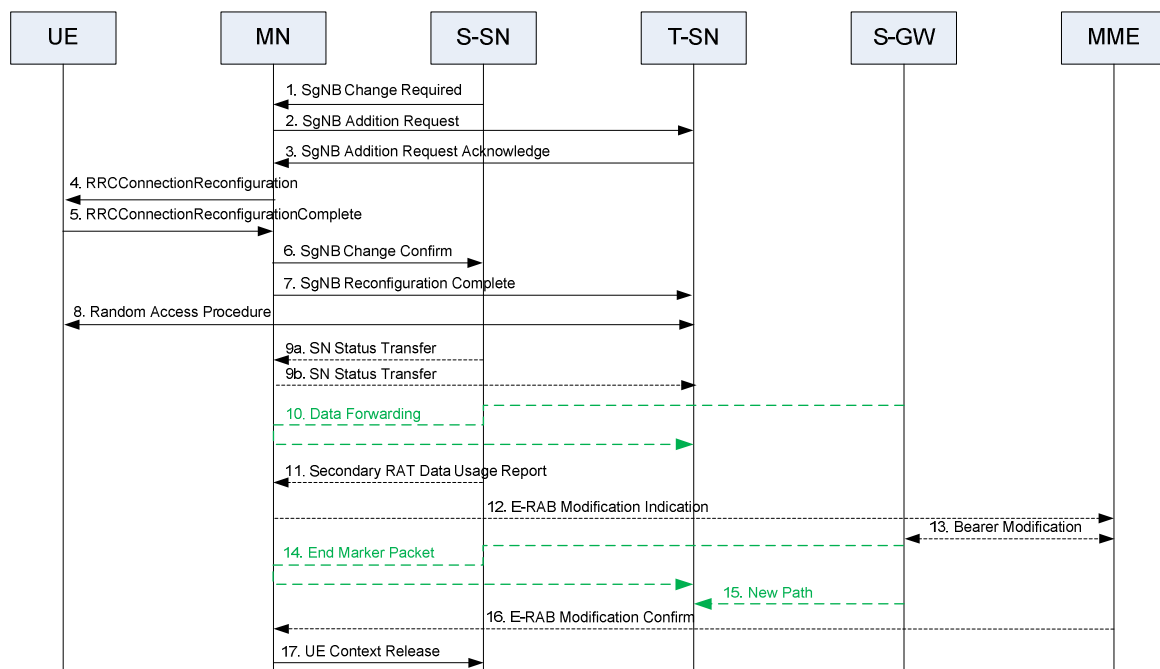 UE MN S-SN T-SN S-GW MME
1. SgNB Change Required
2. SgNB Addition Request
3. SgNB Addition Request Acknowledge
4. RRCConnectionReconfiguration
5. RRCConnectionReconfigurationComplete
6. SgNB Change Confirm
7. SgNB Reconfiguration Complete
8. Random Access Procedure
9a. SN Status Transfer
9b. SN Status Transfer
10. Data Forwarding
11. Secondary RAT Data Usage Report
12. E-RAB Modification Indication
13. Bearer Modification
14. End Marker Packet
15. New Path
16. E-RAB Modification Confirm
17. UE Context Release